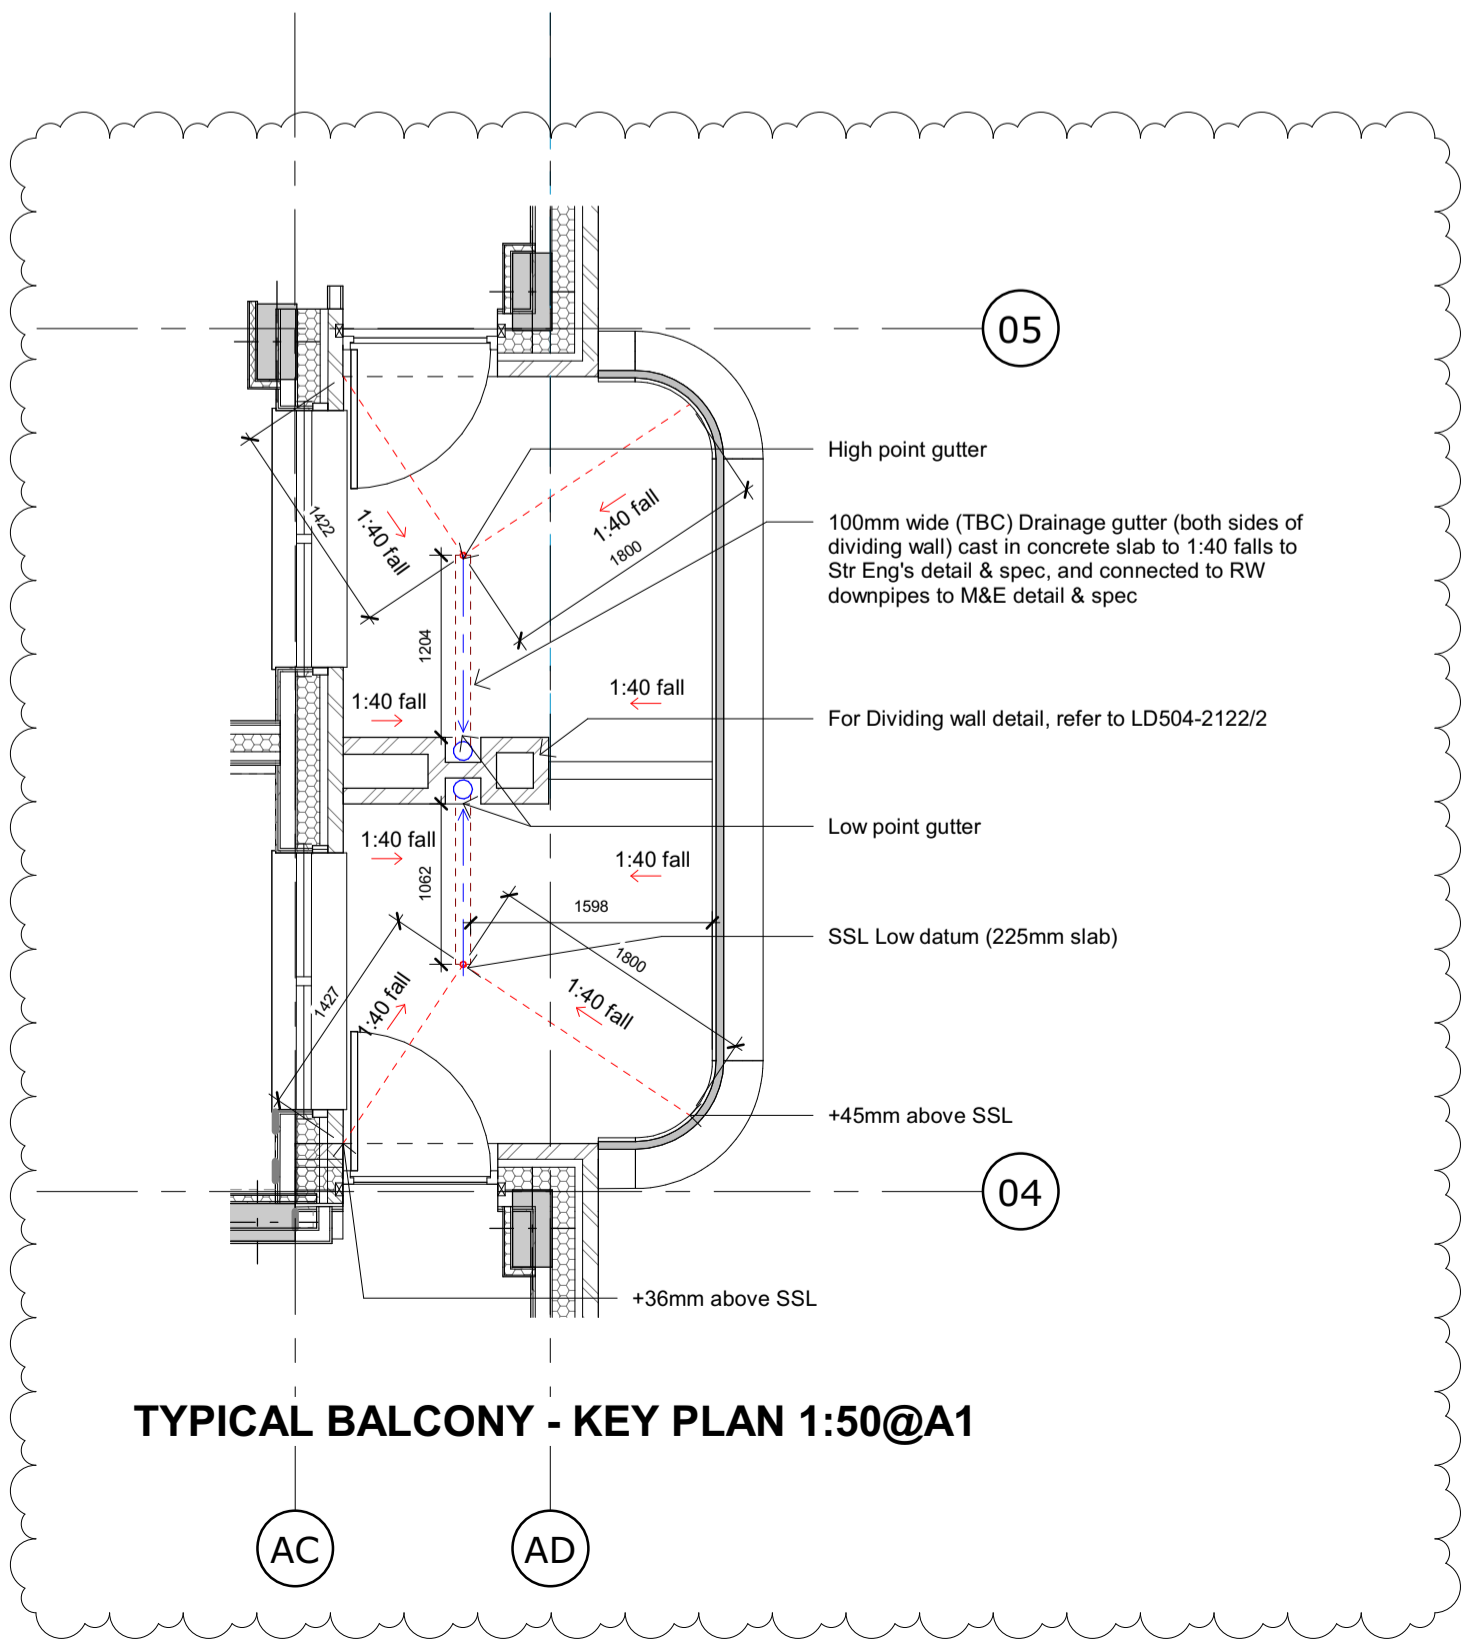 05
High point gutter
100mm wide (TBC) Drainage gutter (both sides of
dividing wall) cast in concrete slab to 1:40 falls to
Str Eng's detail & spec, and connected to RW
downpipes to M&E detail & spec
1422
1:40 fall
1:40 fall
1800
1204
1:40 fall
1:40 fall
For Dividing wall detail, refer to LD504-2122/2
Low point gutter
1:40 fall
1:40 fall
1062
1598
SSL Low datum (225mm slab)
1800
1427
1:40 fall
1:40 fall
+45mm above SSL
04
+36mm above SSL
TYPICAL BALCONY - KEY PLAN 1:50@A1
AC
AD